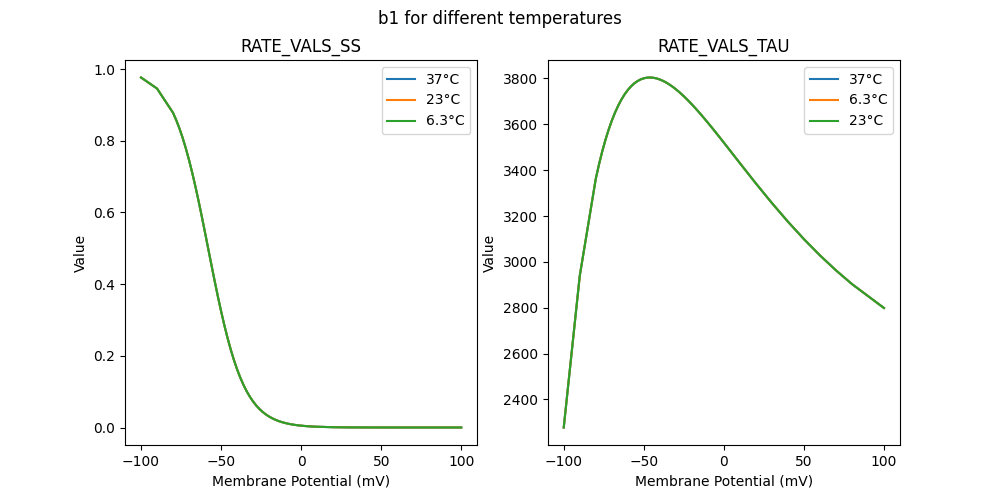 b1 for different temperatures
RATE_VALS_SS
1.0
0.8
0.6
0.4
0.2
0.0
Value
−100
−50
0
50
100
Membrane Potential (mV)
37°C
23°C
6.3°C
RATE_VALS_TAU
3800
3600
3400
3200
3000
2800
2600
2400
Value
−100
−50
0
50
100
Membrane Potential (mV)
37°C
6.3°C
23°C